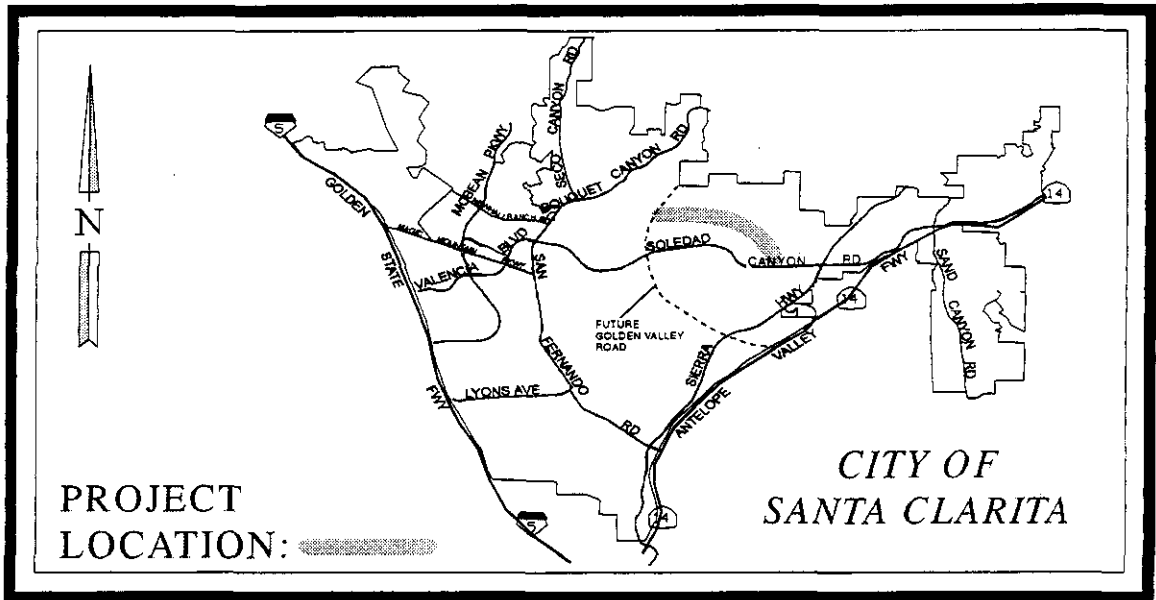 5
N
GOLDEN
STATE
FWY
MCBEAN PKWY
SECO CANYON RD
BOUQUET CANYON RD
MAGIC MOUNTAIN
VALENCIA BLVD
SAN
FERNANDO
RD
LYONS AVE
SOLEDAD
CANYON RD
FUTURE
GOLDEN VALLEY
ROAD
SIERRA
HWY
ANTELOPE
VALLEY
FWY
14
14
14
SAND
CANYON
RD
5
PROJECT
LOCATION:
CITY OF
SANTA CLARITA